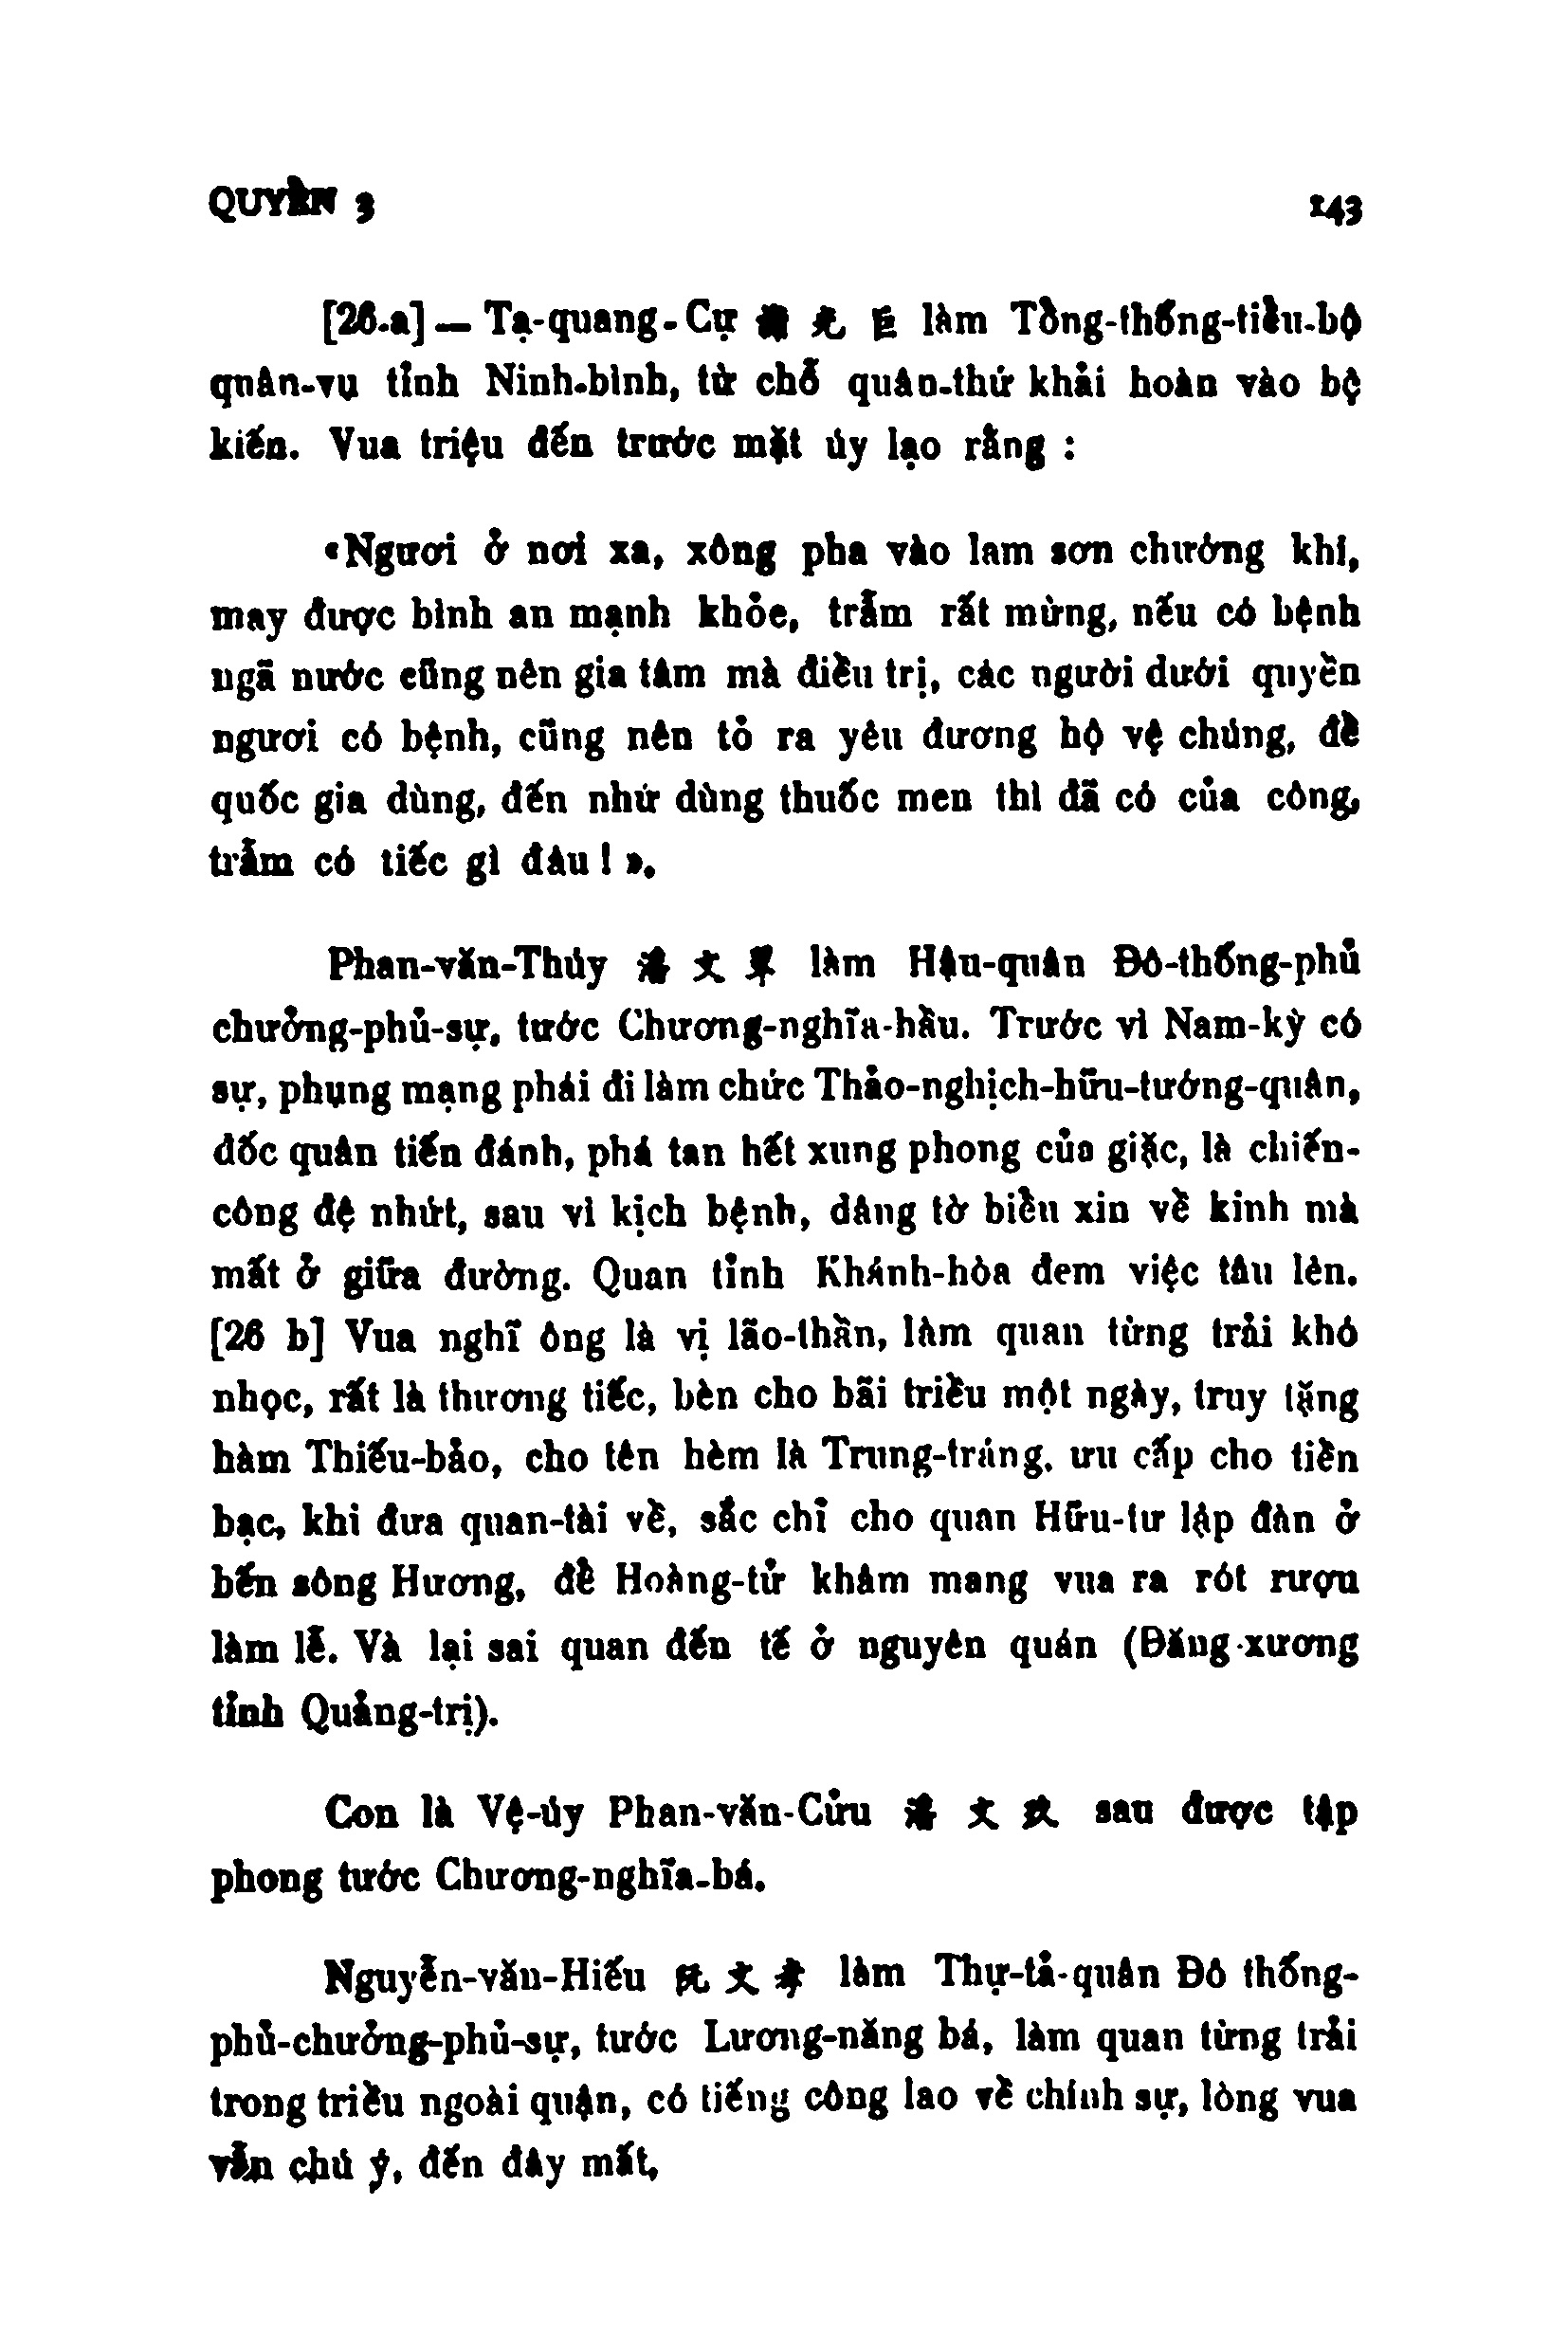 QUYỂN 3
143
[26.a] — Tạ-quang-Cự 謝 光 巨 làm Tổng-thống-tiễu-bộ
quân-vụ tỉnh Ninh-bình, từ chỗ quân-thứ khải hoàn vào bệ
kiến. Vua triệu đến trước mặt úy lạo rằng :
«Ngươi ở nơi xa, xông pha vào lam sơn chướng khí,
may được bình an mạnh khỏe, trẫm rất mừng, nếu có bệnh
ngã nước cũng nên gia tâm mà điều trị, các người dưới quyền
ngươi có bệnh, cũng nên tỏ ra yêu đương hộ vệ chúng, để
quốc gia dùng, đến như dùng thuốc men thì đã có của công,
trẫm có tiếc gì đâu ! ».
Phan-văn-Thúy 潘 文 翠 làm Hậu-quân Đô-thống-phủ
chưởng-phủ-sự, tước Chương-nghĩa-hầu. Trước vì Nam-kỳ có
sự, phụng mạng phái đi làm chức Thảo-nghịch-hữu-tướng-quân,
đốc quân tiến đánh, phá tan hết xung phong của giặc, là chiến-
công đệ nhứt, sau vì kịch bệnh, dâng tờ biểu xin về kinh mà
mất ở giữa đường. Quan tỉnh Khánh-hòa đem việc tâu lên.
[26 b] Vua nghĩ ông là vị lão-thần, làm quan từng trải khó
nhọc, rất là thương tiếc, bèn cho bãi triều một ngày, truy tặng
hàm Thiếu-bảo, cho tên hèm là Trung-tráng, ưu cấp cho tiền
bạc, khi đưa quan-tài về, sắc chỉ cho quan Hữu-tư lập đàn ở
bến sông Hương, để Hoàng-tử khâm mang vua ra rót rượu
làm lễ. Và lại sai quan đến tế ở nguyên quán (Đăng-xương
tỉnh Quảng-trị).
Con là Vệ-úy Phan-văn-Cửu 潘 文 玖 sau được tập
phong tước Chương-nghĩa-bá.
Nguyễn-văn-Hiếu 阮 文 孝 làm Thự-tả-quân Đô thống-
phủ-chưởng-phủ-sự, tước Lương-năng bá, làm quan từng trải
trong triều ngoài quận, có tiếng công lao về chính sự, lòng vua
vẫn chú ý, đến đây mất,